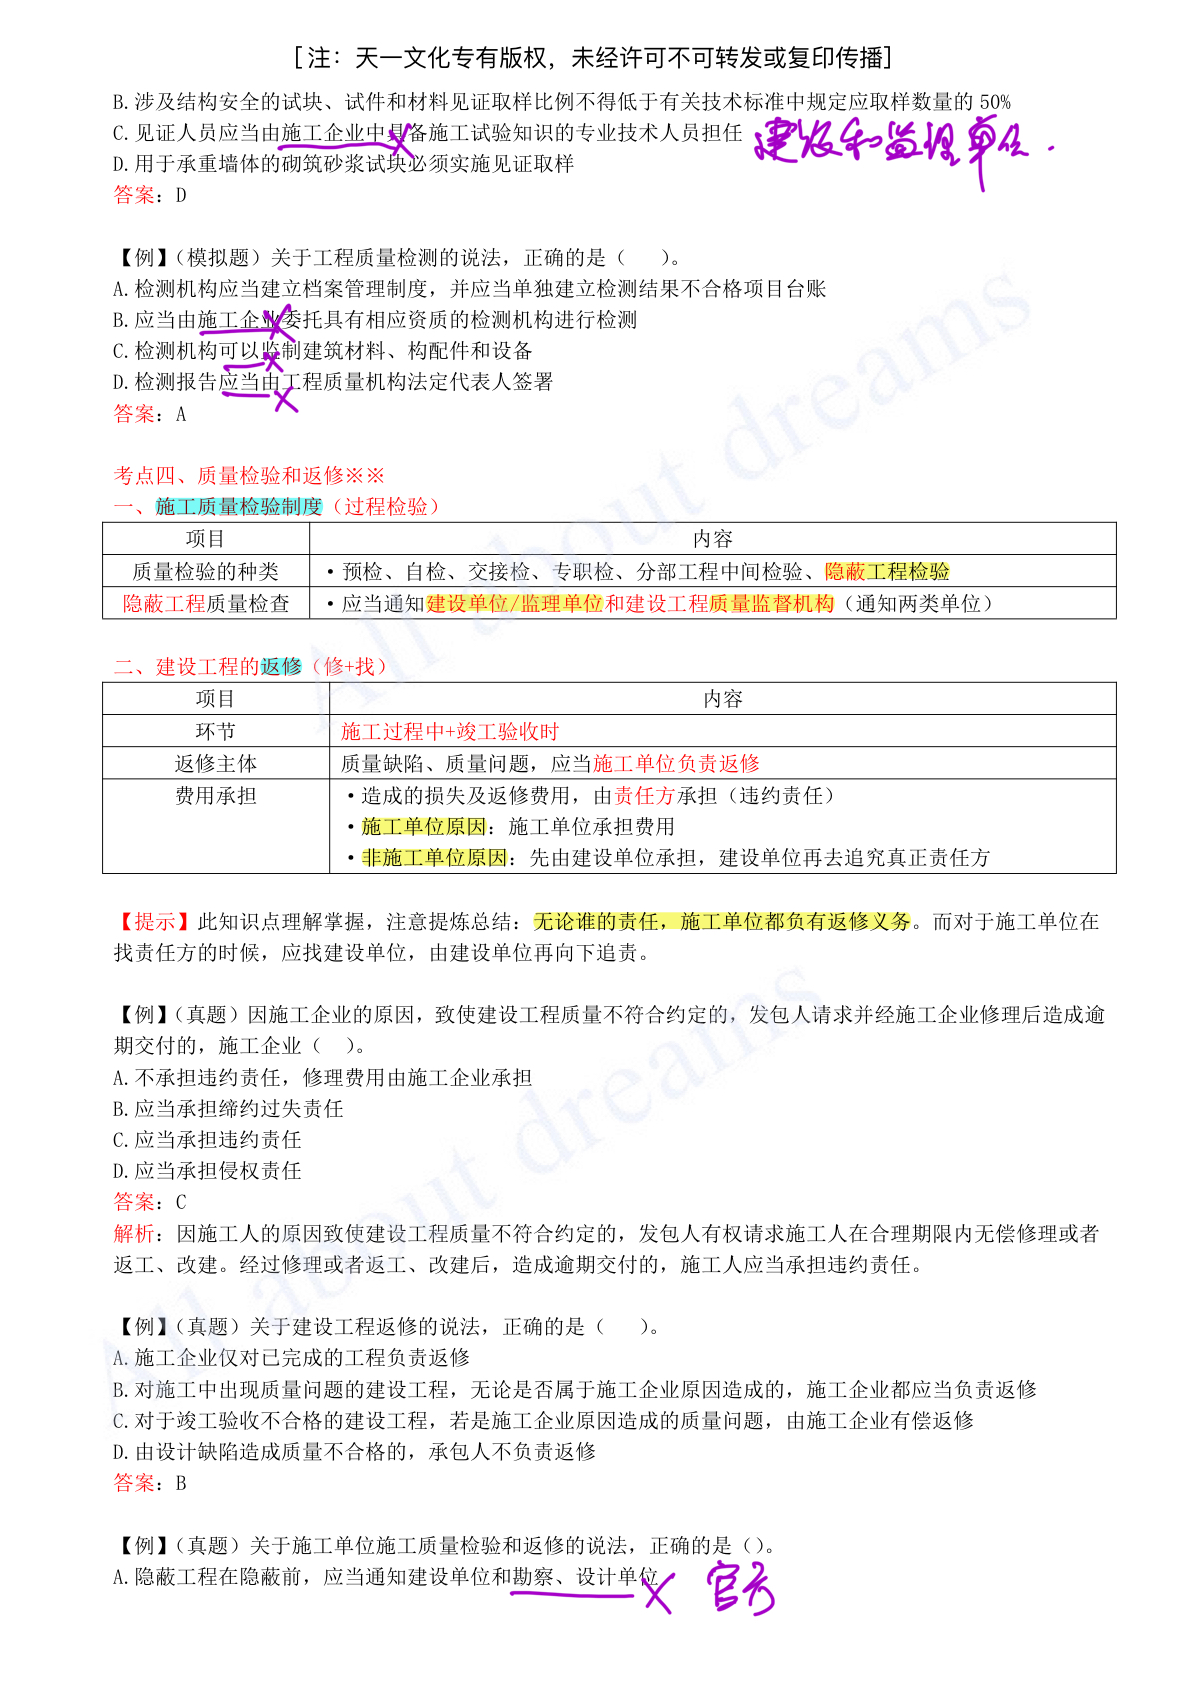 [注：天一文化专有版权，未经许可不可转发或复印传播]
B.涉及结构安全的试块、试件和材料见证取样比例不得低于有关技术标准中规定应取样数量的 50%
C.见证人员应当由施工企业中具备施工试验知识的专业技术人员担任 建设和监理单位.
D.用于承重墙体的砌筑砂浆试块必须实施见证取样
答案：D
【例】（模拟题）关于工程质量检测的说法，正确的是（ ）。
A.检测机构应当建立档案管理制度，并应当单独建立检测结果不合格项目台账
B.应当由施工企业委托具有相应资质的检测机构进行检测
C.检测机构可以监制建筑材料、构配件和设备
D.检测报告应当由工程质量机构法定代表人签署
答案：A
考点四、质量检验和返修※※
一、施工质量检验制度（过程检验）
项目 内容
质量检验的种类 ·预检、自检、交接检、专职检、分部工程中间检验、隐蔽工程检验
隐蔽工程质量检查 ·应当通知建设单位/监理单位和建设工程质量监督机构（通知两类单位）
二、建设工程的返修（修+找）
项目 内容
环节 施工过程中+竣工验收时
返修主体 质量缺陷、质量问题，应当施工单位负责返修
费用承担 ·造成的损失及返修费用，由责任方承担（违约责任）
·施工单位原因：施工单位承担费用
·非施工单位原因：先由建设单位承担，建设单位再去追究真正责任方
【提示】此知识点理解掌握，注意提炼总结：无论谁的责任，施工单位都负有返修义务。而对于施工单位在
找责任方的时候，应找建设单位，由建设单位再向下追责。
【例】（真题）因施工企业的原因，致使建设工程质量不符合约定的，发包人请求并经施工企业修理后造成逾
期交付的，施工企业（ ）。
A.不承担违约责任，修理费用由施工企业承担
B.应当承担缔约过失责任
C.应当承担违约责任
D.应当承担侵权责任
答案：C
解析：因施工人的原因致使建设工程质量不符合约定的，发包人有权请求施工人在合理期限内无偿修理或者
返工、改建。经过修理或者返工、改建后，造成逾期交付的，施工人应当承担违约责任。
【例】（真题）关于建设工程返修的说法，正确的是（ ）。
A.施工企业仅对已完成的工程负责返修
B.对施工中出现质量问题的建设工程，无论是否属于施工企业原因造成的，施工企业都应当负责返修
C.对于竣工验收不合格的建设工程，若是施工企业原因造成的质量问题，由施工企业有偿返修
D.由设计缺陷造成质量不合格的，承包人不负责返修
答案：B
【例】（真题）关于施工单位施工质量检验和返修的说法，正确的是（）。
A.隐蔽工程在隐蔽前，应当通知建设单位和勘察、设计单位
All about dreams
All about dreams